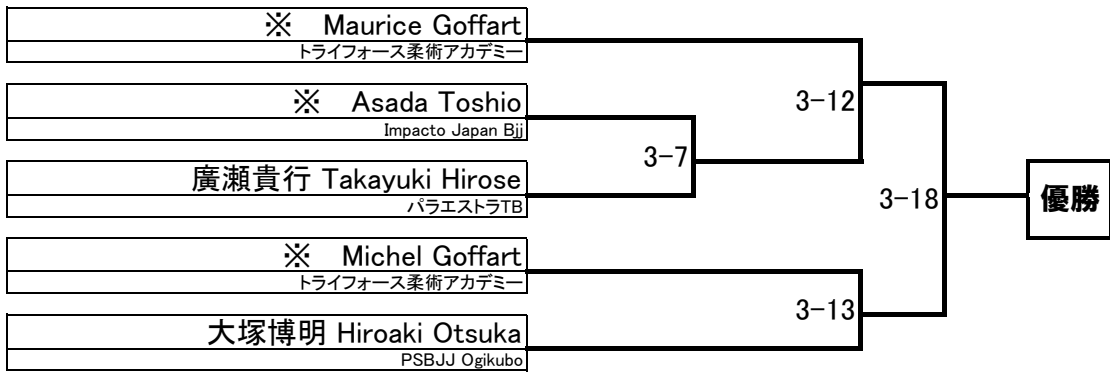 ※　Maurice Goffart
トライフォース柔術アカデミー
※　Asada Toshio
Impacto Japan Bjj
廣瀬貴行 Takayuki Hirose
パラエストラTB
※　Michel Goffart
トライフォース柔術アカデミー
大塚博明 Hiroaki Otsuka
PSBJJ Ogikubo
3-7
3-12
3-13
3-18
優勝